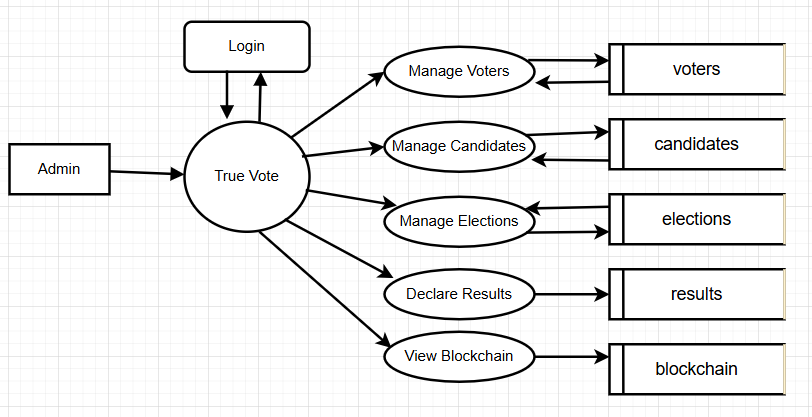 Login
Manage Voters
voters
Manage Candidates
candidates
Admin
True Vote
Manage Elections
elections
Declare Results
results
View Blockchain
blockchain